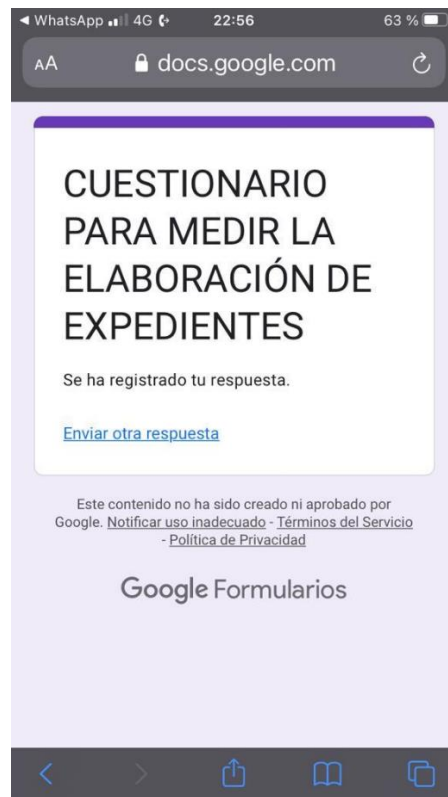 WhatsApp 4G 22:56 63 %
AA docs.google.com
CUESTIONARIO
PARA MEDIR LA
ELABORACIÓN DE
EXPEDIENTES
Se ha registrado tu respuesta.
Enviar otra respuesta
Este contenido no ha sido creado ni aprobado por
Google. Notificar uso inadecuado - Términos del Servicio
- Política de Privacidad
Google Formularios